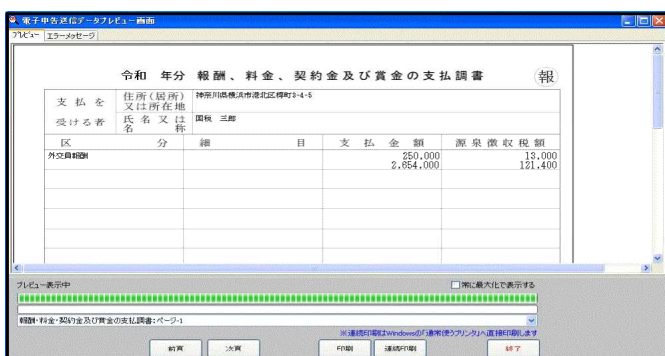 電子申告送信データプレビュー画面
プレビュー エラーメッセージ
令和 年分 報酬、料金、契約金及び賞金の支払調書 報
支払を受ける者
住所(居所)又は所在地 神奈川県横浜市港北区樽町3-4-5
氏名又は名称 国税 三郎
区分 細目 支払金額 源泉徴収税額
外交員報酬 250,000 13,000
2,654,000 121,400
プレビュー表示中 常に最大化で表示する
報酬・料金・契約金及び賞金の支払調書:ページ-1
※連続印刷はWindowsの「通常使うプリンタ」へ直接印刷します
前頁 次頁 印刷 連続印刷 終了